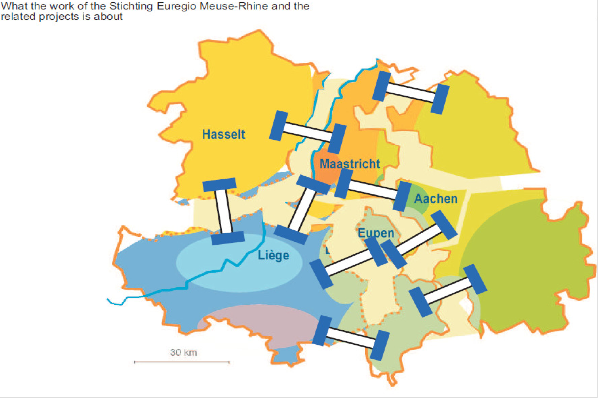 What the work of the Stichting Euregio Meuse-Rhine and the
related projects is about
Hasselt
Maastricht
Aachen
Eupen
Liège
30 km